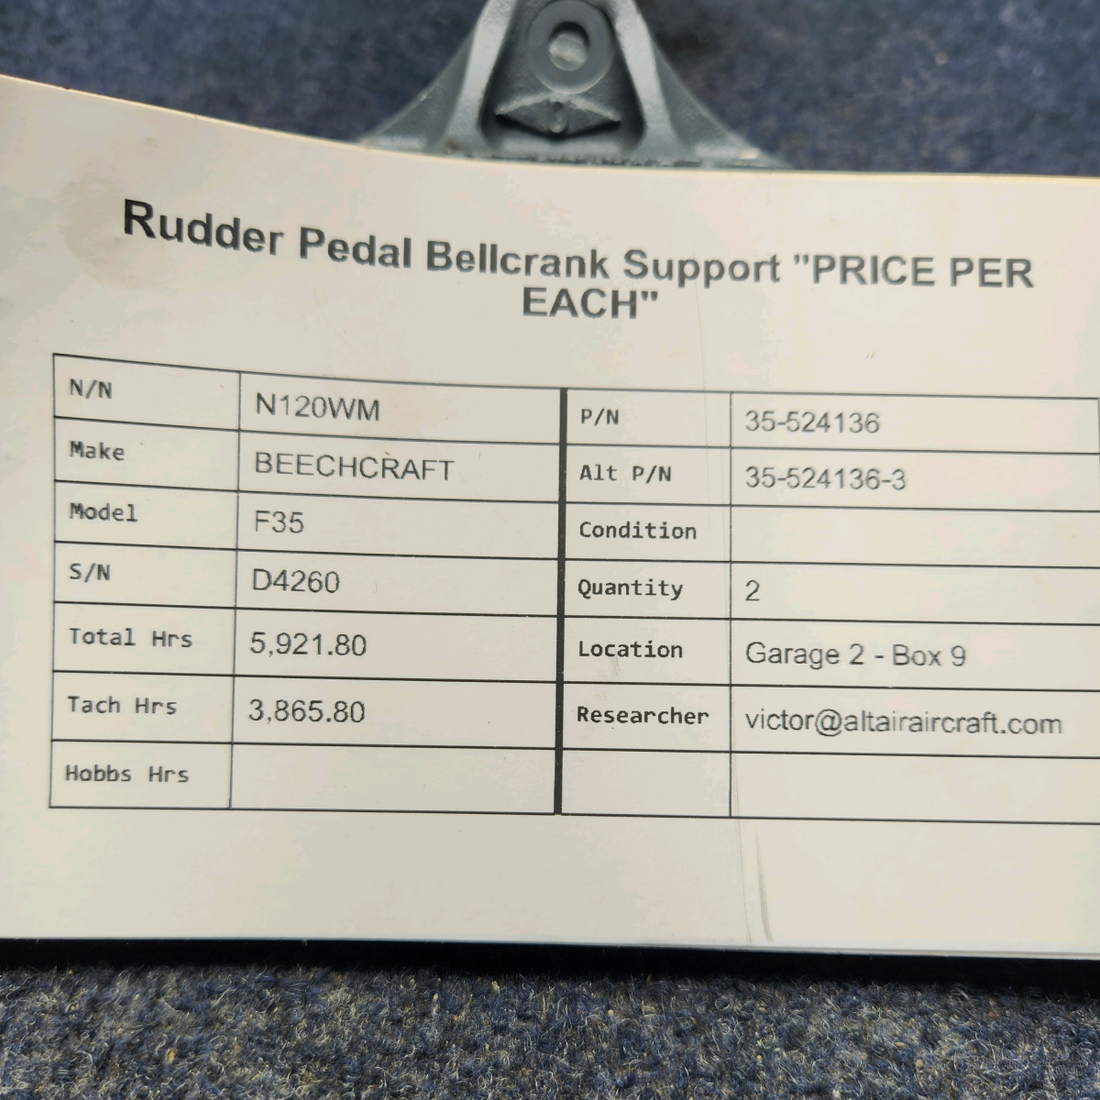 Rudder Pedal Bellcrank Support "PRICE PER
EACH"
N/N N120WM P/N 35-524136
Make BEECHCRAFT Alt P/N 35-524136-3
Model F35 Condition
S/N D4260 Quantity 2
Total Hrs 5,921.80 Location Garage 2 - Box 9
Tach Hrs 3,865.80 Researcher victor@altairaircraft.com
Hobbs Hrs